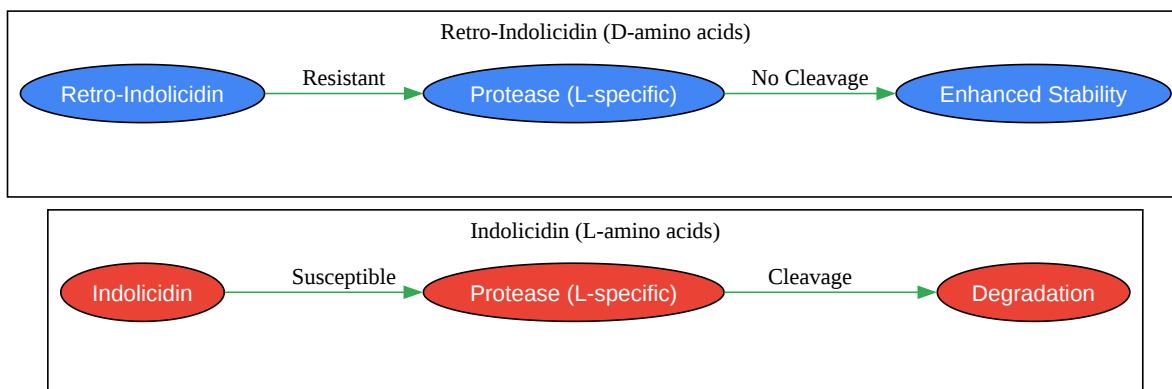 Retro-Indolicidin (D-amino acids)
Retro-Indolicidin
Resistant
Protease (L-specific)
No Cleavage
Enhanced Stability
Indolicidin (L-amino acids)
Indolicidin
Susceptible
Protease (L-specific)
Cleavage
Degradation